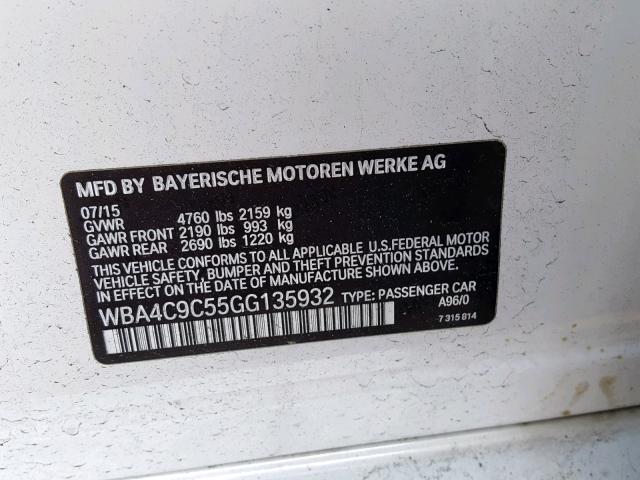 MFD BY BAYERISCHE MOTOREN WERKE AG
07/15
GVWR 4760 lbs 2159 kg
GAWR FRONT 2190 lbs 993 kg
GAWR REAR 2690 lbs 1220 kg
THIS VEHICLE CONFORMS TO ALL APPLICABLE U.S.FEDERAL MOTOR
VEHICLE SAFETY, BUMPER AND THEFT PREVENTION STANDARDS
IN EFFECT ON THE DATE OF MANUFACTURE SHOWN ABOVE.
WBA4C9C55GG135932 TYPE: PASSENGER CAR
A96/0
7 315 814